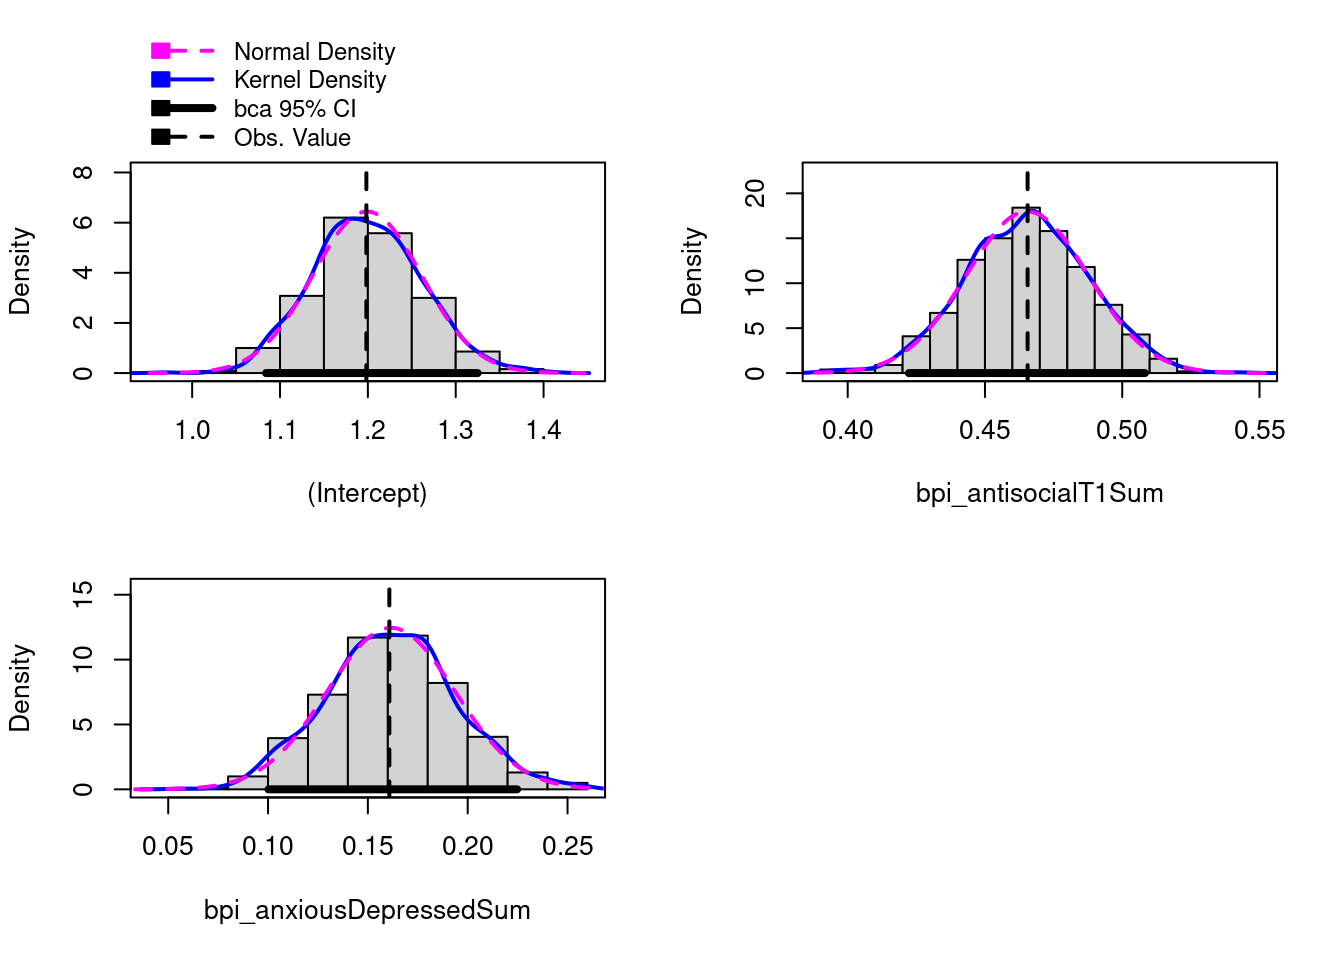 Normal Density
Kernel Density
bca 95% CI
Obs. Value
Density
0 2 4 6 8
1.0 1.1 1.2 1.3 1.4
(Intercept)
Density
0 5 10 20
0.40 0.45 0.50 0.55
bpi_antisocialT1Sum
Density
0 5 10 15
0.05 0.10 0.15 0.20 0.25
bpi_anxiousDepressedSum